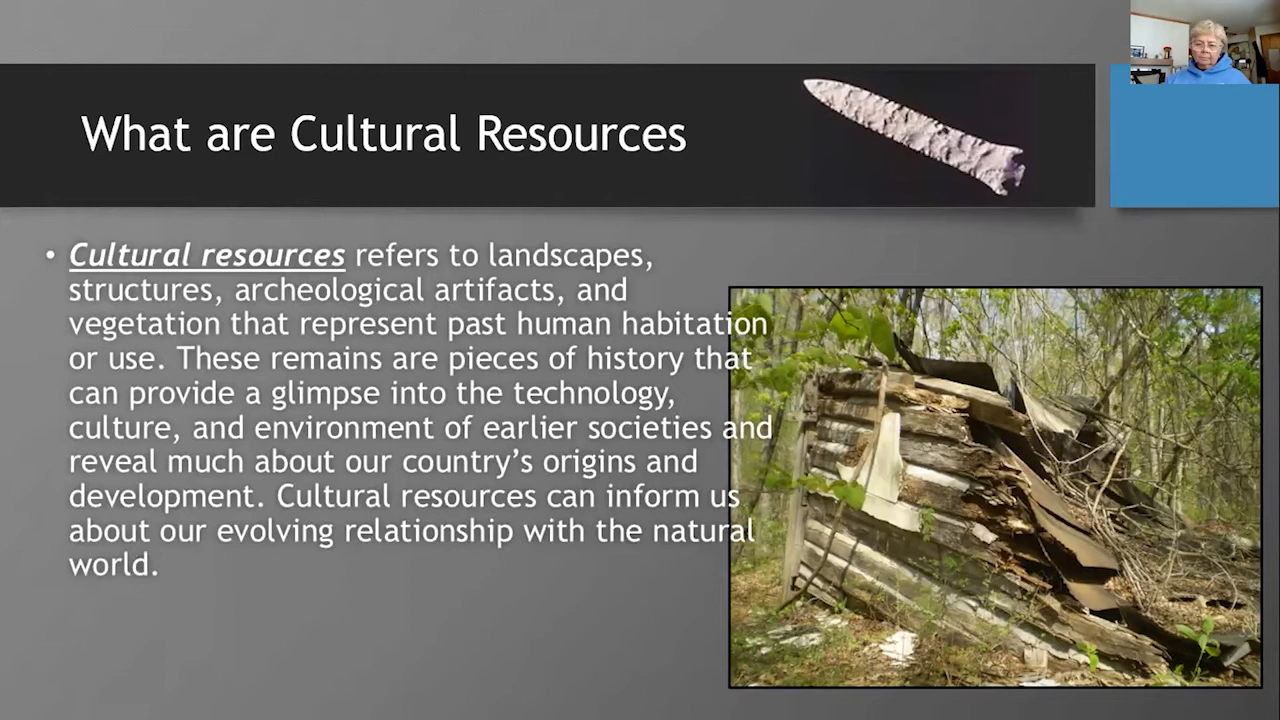 What are Cultural Resources
• Cultural resources refers to landscapes,
structures, archeological artifacts, and
vegetation that represent past human habitation
or use. These remains are pieces of history that
can provide a glimpse into the technology,
culture, and environment of earlier societies and
reveal much about our country’s origins and
development. Cultural resources can inform us
about our evolving relationship with the natural
world.